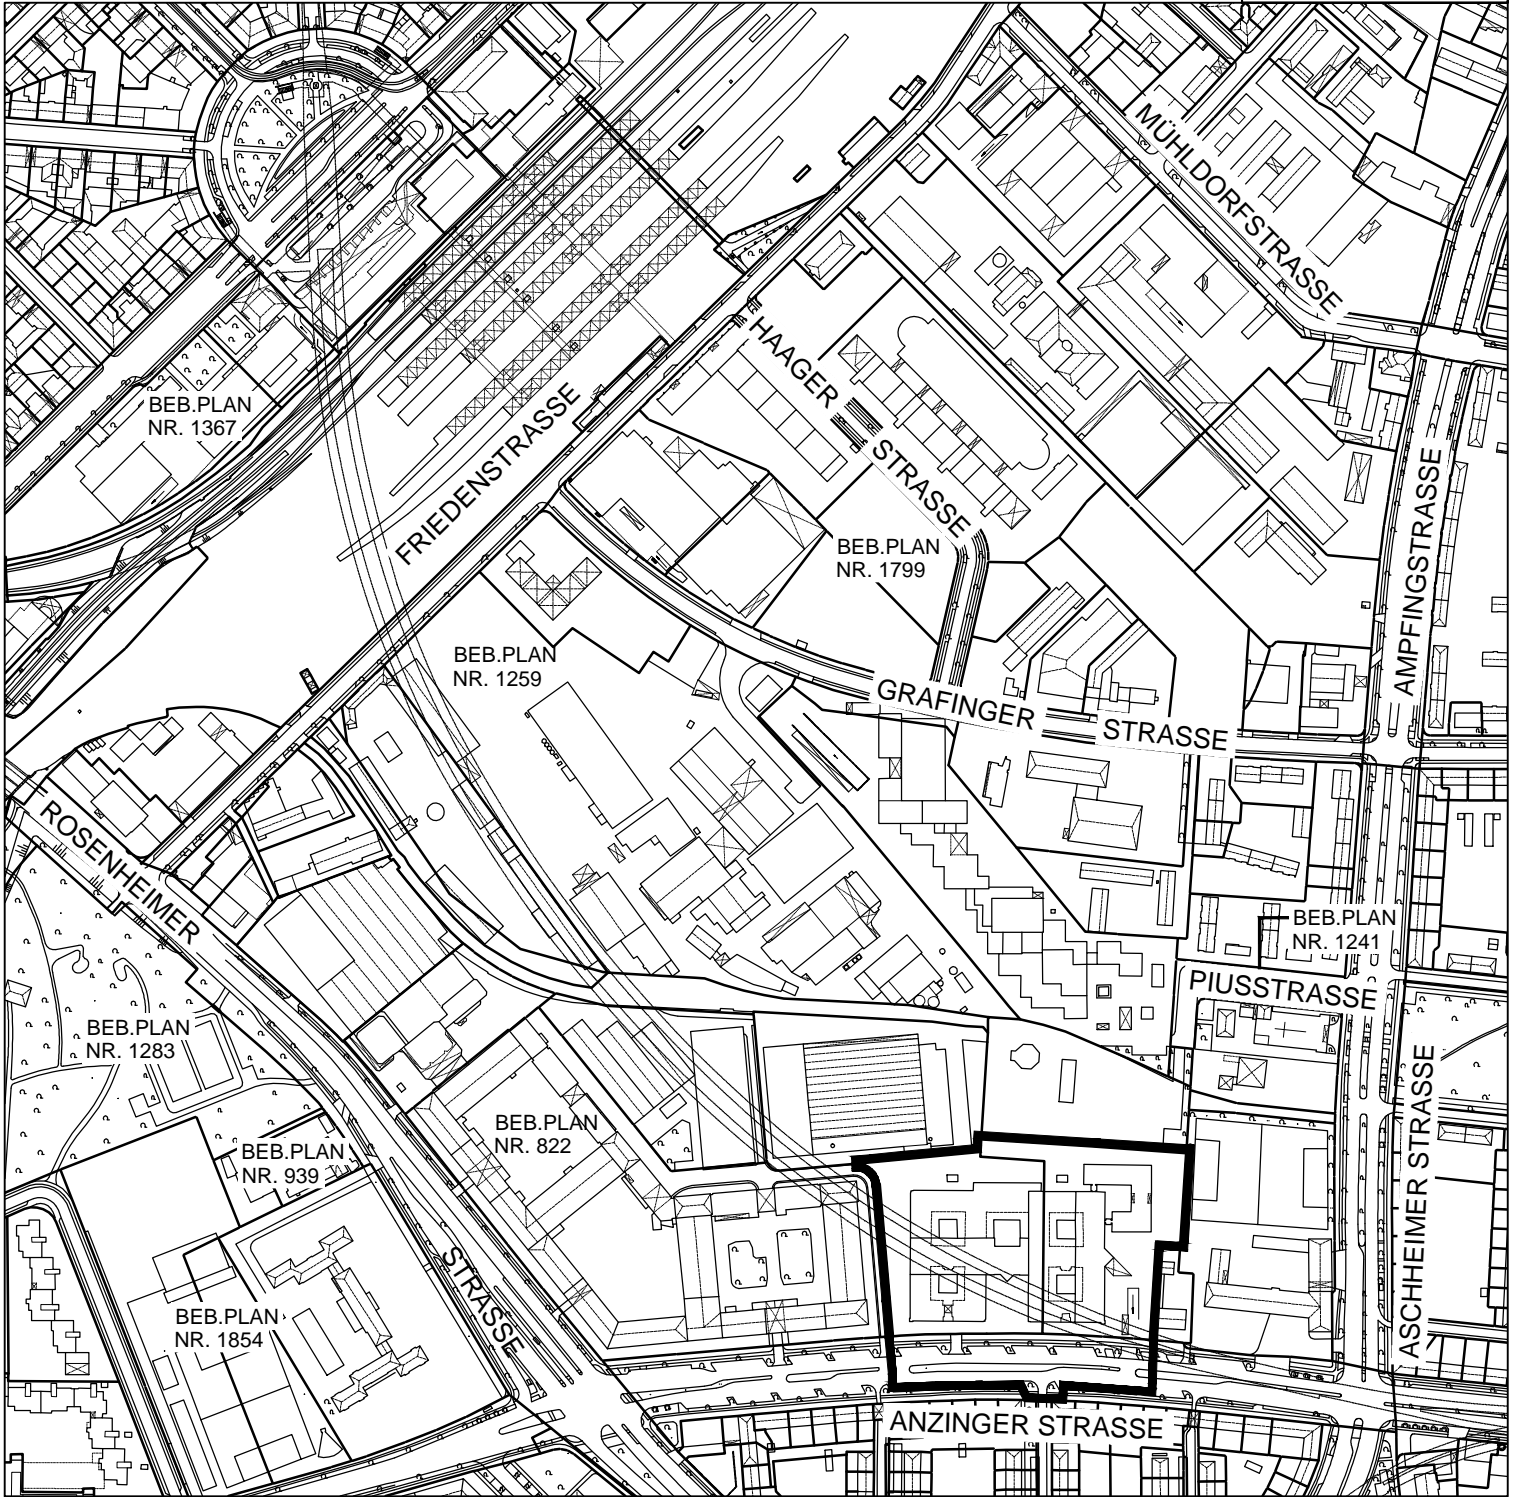 MÜHLDORFSTRASSE
HAAGER
STRASSE
FRIEDENSTRASSE
BEB.PLAN
NR. 1367
BEB.PLAN
NR. 1799
AMPFINGSTRASSE
BEB.PLAN
NR. 1259
GRAFINGER
STRASSE
ROSENHEIMER
STRASSE
BEB.PLAN
NR. 1241
PIUSSTRASSE
BEB.PLAN
NR. 1283
BEB.PLAN
NR. 822
BEB.PLAN
NR. 939
ASCHHEIMER STRASSE
BEB.PLAN
NR. 1854
ANZINGER STRASSE